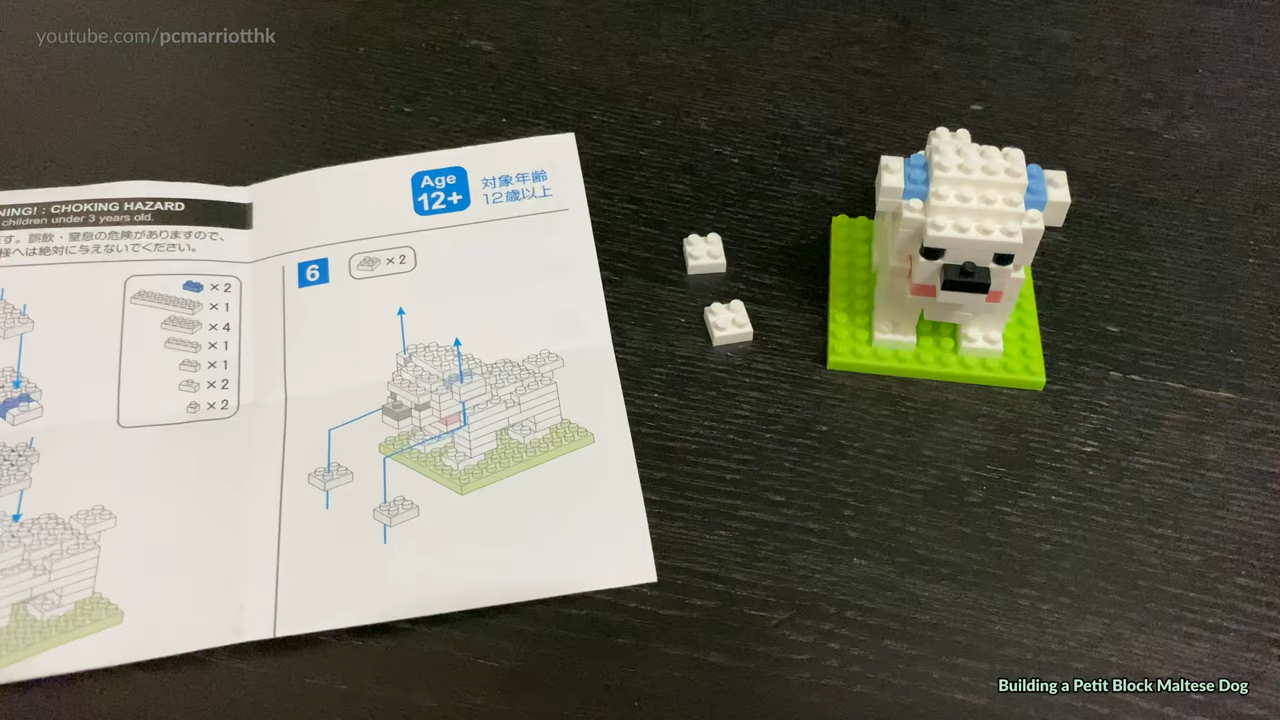 youtube.com/pcmarriotthk
NING! : CHOKING HAZARD
children under 3 years old.
す。誤飲・窒息の危険がありますので、
様へは絶対に与えないでください。
Age
12+
対象年齢
12歳以上
×2
×1
×4
×1
×1
×2
×2
6
×2
Building a Petit Block Maltese Dog